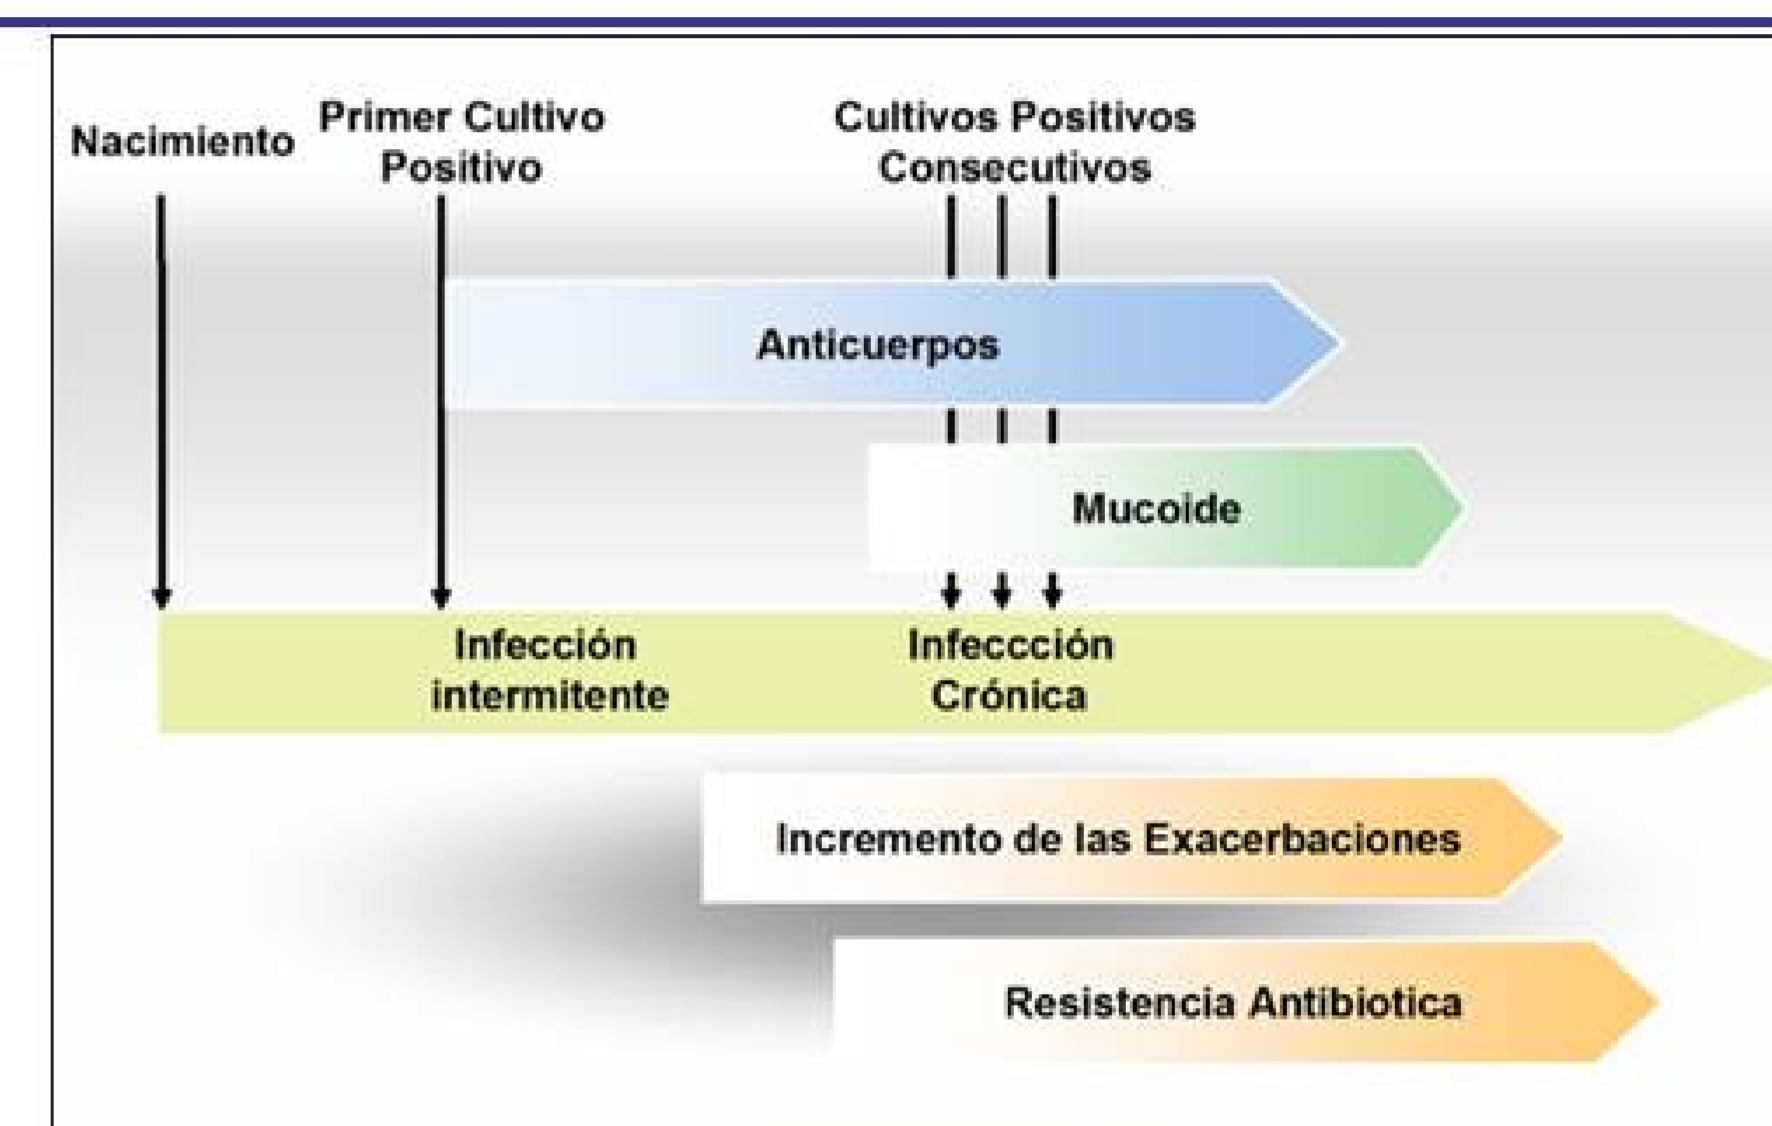 Nacimiento
Primer Cultivo
Positivo
Cultivos Positivos
Consecutivos
Anticuerpos
Mucoide
Infección
intermitente
Infeccción
Crónica
Incremento de las Exacerbaciones
Resistencia Antibiotica